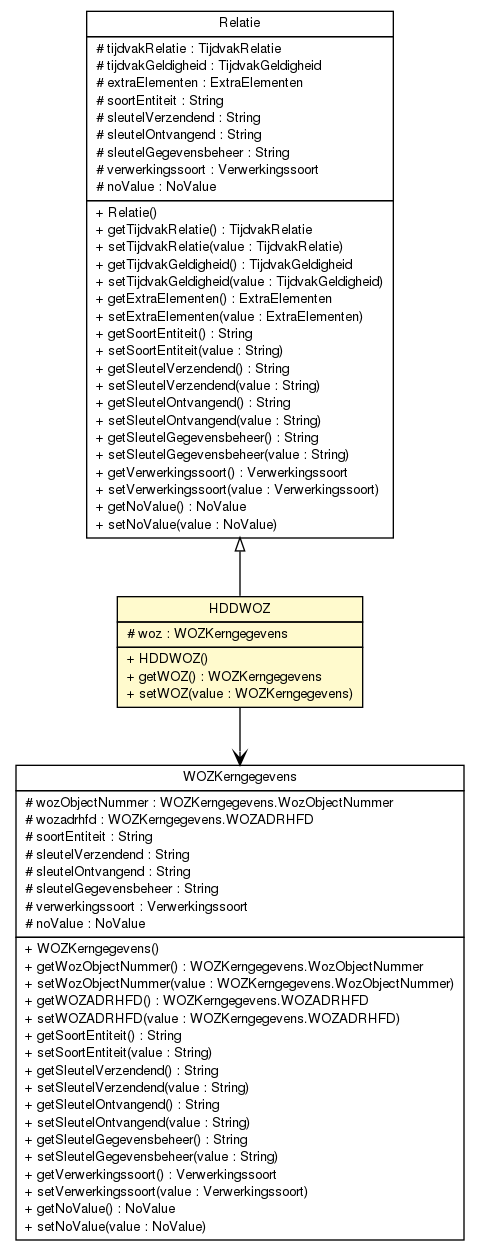 Relatie
# tijdvakRelatie : TijdvakRelatie
# tijdvakGeldigheid : TijdvakGeldigheid
# extraElementen : ExtraElementen
# soortEntiteit : String
# sleutelVerzendend : String
# sleutelOntvangend : String
# sleutelGegevensbeheer : String
# verwerkingssoort : Verwerkingssoort
# noValue : NoValue
+ Relatie()
+ getTijdvakRelatie() : TijdvakRelatie
+ setTijdvakRelatie(value : TijdvakRelatie)
+ getTijdvakGeldigheid() : TijdvakGeldigheid
+ setTijdvakGeldigheid(value : TijdvakGeldigheid)
+ getExtraElementen() : ExtraElementen
+ setExtraElementen(value : ExtraElementen)
+ getSoortEntiteit() : String
+ setSoortEntiteit(value : String)
+ getSleutelVerzendend() : String
+ setSleutelVerzendend(value : String)
+ getSleutelOntvangend() : String
+ setSleutelOntvangend(value : String)
+ getSleutelGegevensbeheer() : String
+ setSleutelGegevensbeheer(value : String)
+ getVerwerkingssoort() : Verwerkingssoort
+ setVerwerkingssoort(value : Verwerkingssoort)
+ getNoValue() : NoValue
+ setNoValue(value : NoValue)
HDDWOZ
# woz : WOZKerngegevens
+ HDDWOZ()
+ getWOZ() : WOZKerngegevens
+ setWOZ(value : WOZKerngegevens)
WOZKerngegevens
# wozObjectNummer : WOZKerngegevens.WozObjectNummer
# wozadrhfd : WOZKerngegevens.WOZADRHFD
# soortEntiteit : String
# sleutelVerzendend : String
# sleutelOntvangend : String
# sleutelGegevensbeheer : String
# verwerkingssoort : Verwerkingssoort
# noValue : NoValue
+ WOZKerngegevens()
+ getWozObjectNummer() : WOZKerngegevens.WozObjectNummer
+ setWozObjectNummer(value : WOZKerngegevens.WozObjectNummer)
+ getWOZADRHFD() : WOZKerngegevens.WOZADRHFD
+ setWOZADRHFD(value : WOZKerngegevens.WOZADRHFD)
+ getSoortEntiteit() : String
+ setSoortEntiteit(value : String)
+ getSleutelVerzendend() : String
+ setSleutelVerzendend(value : String)
+ getSleutelOntvangend() : String
+ setSleutelOntvangend(value : String)
+ getSleutelGegevensbeheer() : String
+ setSleutelGegevensbeheer(value : String)
+ getVerwerkingssoort() : Verwerkingssoort
+ setVerwerkingssoort(value : Verwerkingssoort)
+ getNoValue() : NoValue
+ setNoValue(value : NoValue)